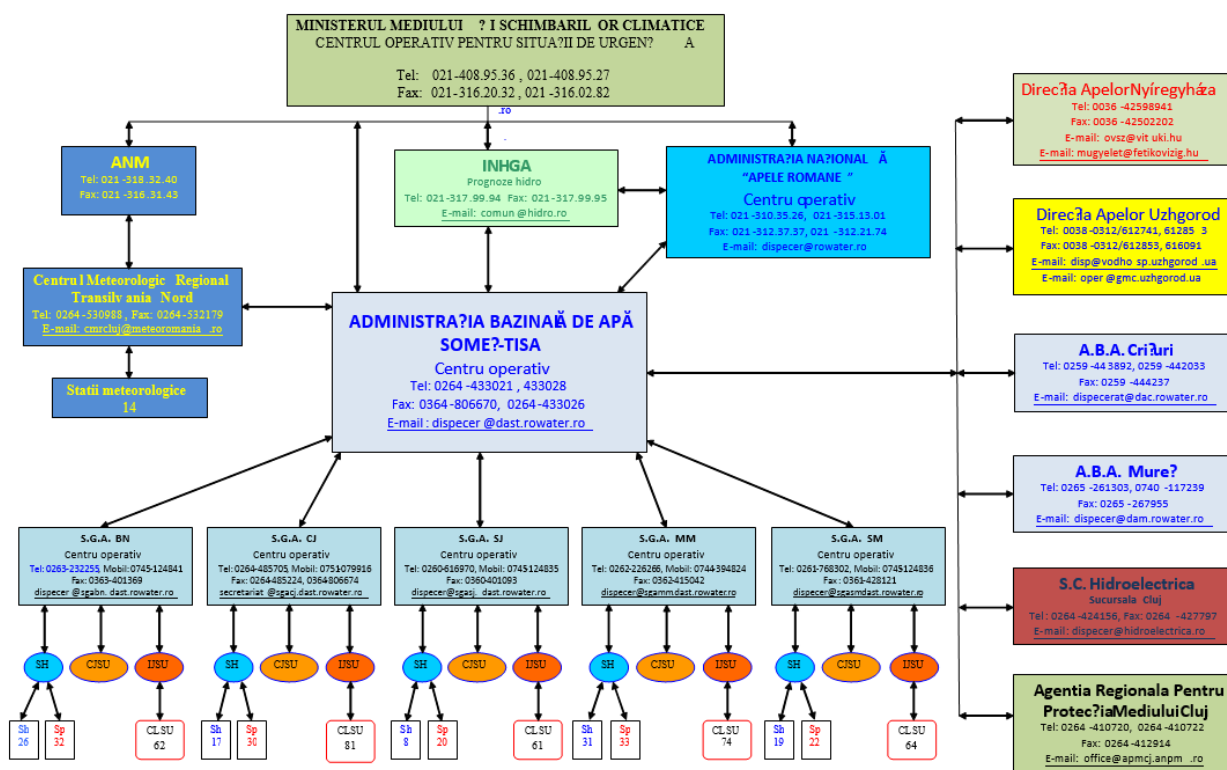 MINISTERUL MEDIULUI ? I SCHIMBARIL OR CLIMATICE
CENTRUL OPERATIV PENTRU SITUA?II DE URGEN? A
Tel: 021-408.95.36 , 021-408.95.27
Fax: 021-316.20.32 , 021 -316.02.82
.ro
ANM
Tel: 021 -318.32.40
Fax: 021 -316.31.43
INHGA
Prognoze hidro
Tel: 021-317.99.94 Fax: 021-317.99.95
E-mail: comun @hidro.ro
ADMINISTRA?IA NA?IONAL Ă
“APELE ROMANE ”
Centru operativ
Tel: 021 -310.35.26, 021 -315.13.01
Fax: 021 -312.37.37, 021 -312.21.74
E-mail: dispecer@rowater.ro
Direc?ia ApelorNyíregyháza
Tel: 0036 -42598941
Fax: 0036 -42502202
E-mail: ovsz@vit uki.hu
E-mail: mugyelet@fetikovizig.hu
Direc?ia Apelor Uzhgorod
Tel: 0038 -0312/612741, 61285 3
Fax: 0038 -0312/612853, 616091
E-mail: disp@vodho sp.uzhgorod .ua
E-mail: oper @gmc.uzhgorod.ua
Centrul Meteorologic Regional
Transilv ania Nord
Tel: 0264 -530988 , Fax: 0264 -532179
E-mail: cmrcluj@meteoromania .ro
Statii meteorologice
14
ADMINISTRA?IA BAZINALĂ DE APĂ
SOME?-TISA
Centru operativ
Tel: 0264 -433021 , 433028
Fax: 0364 -806670, 0264 -433026
E-mail : dispecer @dast.rowater.ro
A.B.A. Cri?uri
Tel: 0259 -443892, 0259 -442033
Fax: 0259 -444237
E-mail: dispecerat@dac.rowater.ro
A.B.A. Mure?
Tel: 0265 -261303, 0740 -117239
Fax: 0265 -267955
E-mail: dispecer@dam.rowater.ro
S.C. Hidroelectrica
Sucursala Cluj
Tel: 0264 -424156, Fax: 0264 -427797
E-mail: dispecer@hidroelectrica.ro
Agentia Regionala Pentru
Protec?iaMediuluiCluj
Tel: 0264 -410720, 0264 -410722
Fax: 0264 -412914
E-mail: office@apmcj.anpm .ro
S.G.A. BN
Centru operativ
Tel: 0263-232255, Mobil:0745-124841
Fax: 0363-401369
dispecer @sgabn. dast.rowater.ro
S.G.A. CJ
Centru operativ
Tel: 0264-485705, Mobil: 0751-079916
Fax: 0264-485224, 0364-806674
secretariat @sgacj.dast.rowater.ro
S.G.A. SJ
Centru operativ
Tel: 0260-616970, Mobil: 0745-124835
Fax: 0360-401093
dispecer@sgasj. dast.rowater.ro
S.G.A. MM
Centru operativ
Tel: 0262-226266, Mobil: 0744-394824
Fax: 0362-415042
dispecer@sgamm.dast.rowater.ro
S.G.A. SM
Centru operativ
Tel: 0261-768302, Mobil: 0745-124836
Fax: 0361-428121
dispecer@sgasmdast.rowater.ro
SH CJSU IJSU SH CJSU IJSU SH CJSU IJSU SH CJSU IJSU SH CJSU IJSU
Sh Sp CLSU Sh Sp CLSU Sh Sp CLSU Sh Sp CLSU Sh Sp CLSU
26 32 62 17 30 81 8 20 61 31 33 74 19 22 64